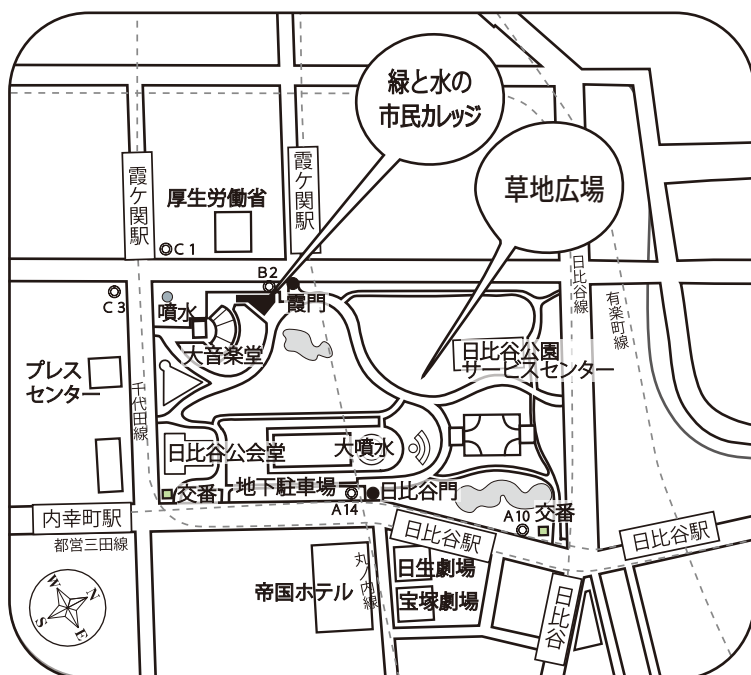 緑と水の
市民カレッジ
草地広場
霞ケ関駅
霞ケ関駅
厚生労働省
C1
B2
C3
噴水
霞門
大音楽堂
日比谷線
有楽町線
日比谷公園
サービスセンター
プレス
センター
千代田線
日比谷公会堂
大噴水
交番
地下駐車場
日比谷門
A14
A10
交番
内幸町駅
都営三田線
日比谷駅
日比谷駅
丸ノ内線
帝国ホテル
日生劇場
宝塚劇場
日比谷
W
N
S
E